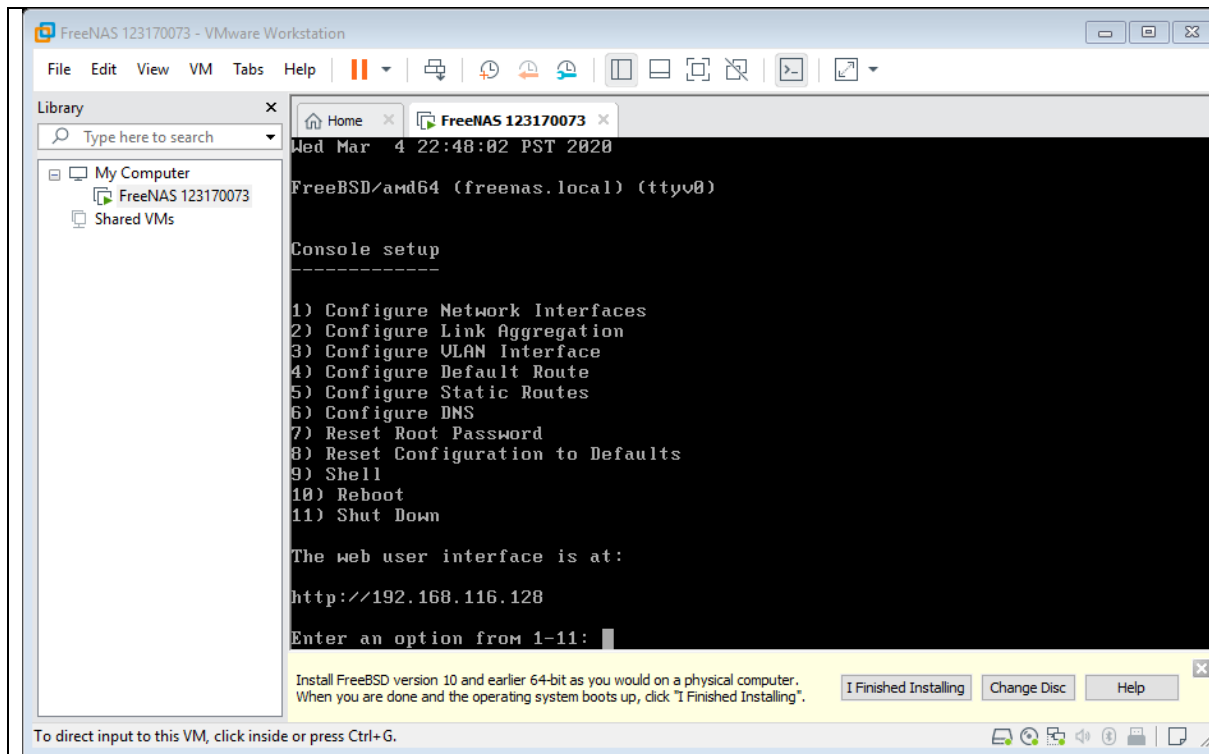 FreeNAS 123170073 - VMware Workstation
File Edit View VM Tabs Help
Library
Type here to search
My Computer
FreeNAS 123170073
Shared VMs
Home
FreeNAS 123170073
Wed Mar  4 22:48:02 PST 2020
FreeBSD/amd64 (freenas.local) (ttyv0)
Console setup
-------------
1) Configure Network Interfaces
2) Configure Link Aggregation
3) Configure VLAN Interface
4) Configure Default Route
5) Configure Static Routes
6) Configure DNS
7) Reset Root Password
8) Reset Configuration to Defaults
9) Shell
10) Reboot
11) Shut Down
The web user interface is at:
http://192.168.116.128
Enter an option from 1-11:
Install FreeBSD version 10 and earlier 64-bit as you would on a physical computer.
When you are done and the operating system boots up, click "I Finished Installing".
I Finished Installing
Change Disc
Help
To direct input to this VM, click inside or press Ctrl+G.